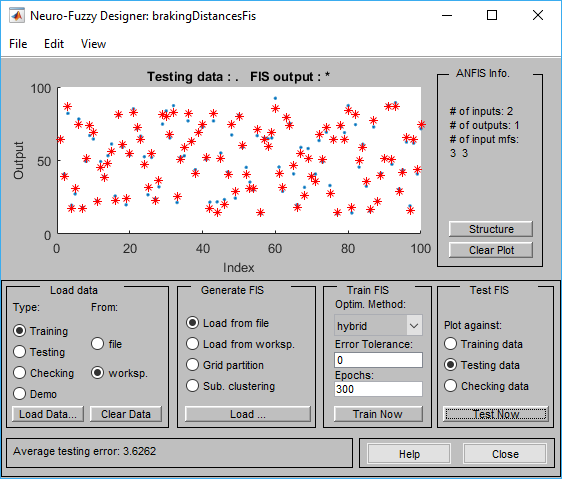 Neuro-Fuzzy Designer: brakingDistancesFis
File Edit View
Testing data : . FIS output : *
100
50
0
Output
0 20 40 60 80 100
Index
ANFIS Info.
# of inputs: 2
# of outputs: 1
# of input mfs:
3 3
Structure
Clear Plot
Load data
Type: From:
Training
Testing
Checking
Demo
file
worksp.
Load Data... Clear Data
Generate FIS
Load from file
Load from worksp.
Grid partition
Sub. clustering
Load ...
Train FIS
Optim. Method:
hybrid
Error Tolerance:
0
Epochs:
300
Train Now
Test FIS
Plot against:
Training data
Testing data
Checking data
Test Now
Average testing error: 3.6262
Help Close